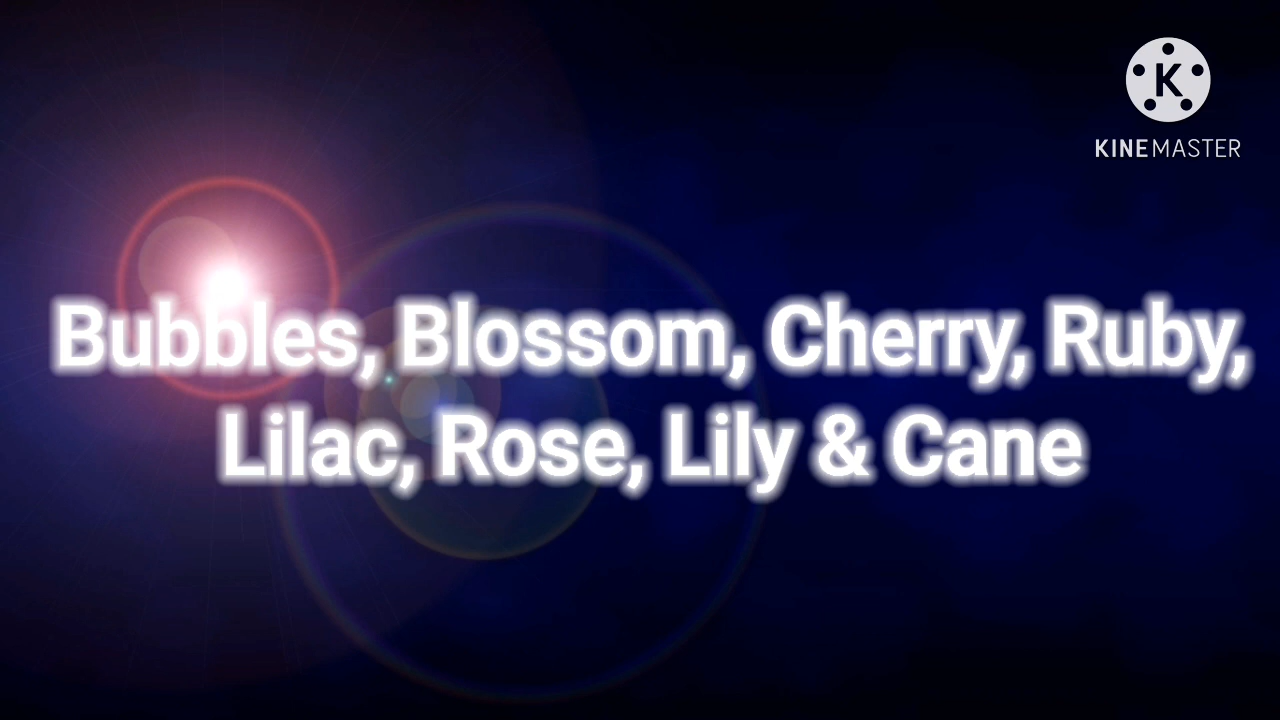 K
KINEMASTER
Bubbles, Blossom, Cherry, Ruby,
Lilac, Rose, Lily & Cane